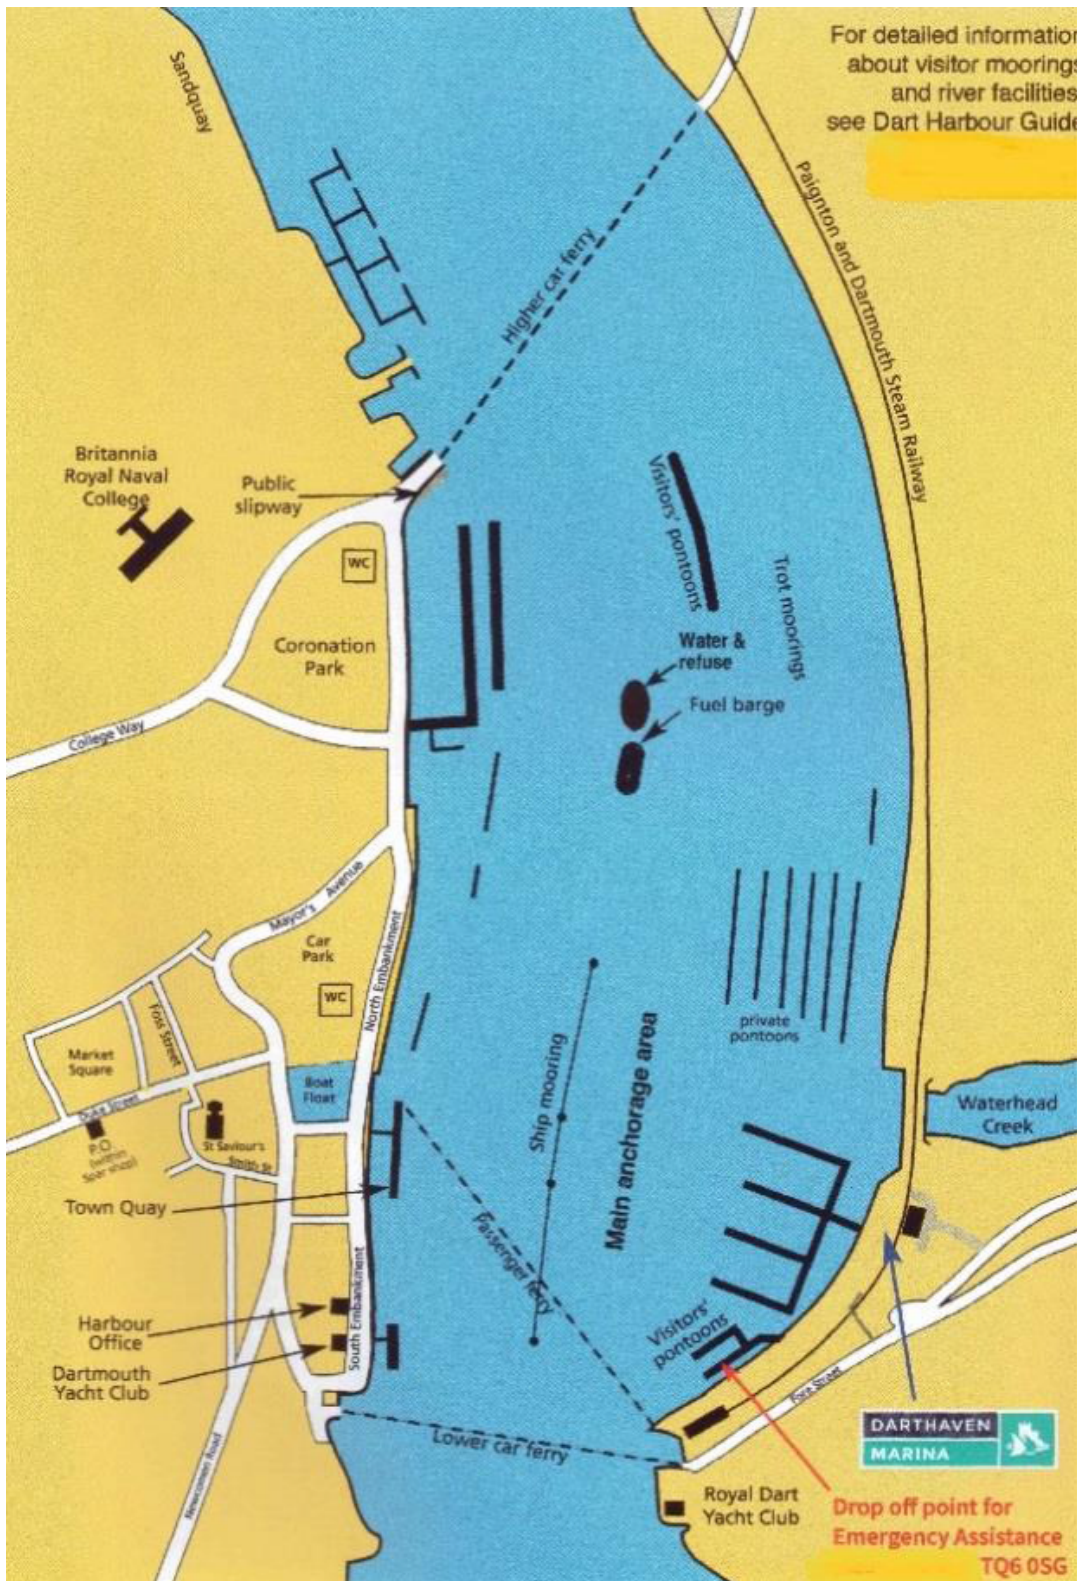 For detailed information
about visitor moorings
and river facilities
see Dart Harbour Guide
Sandquay
Paignton and Dartmouth Steam Railway
Higher car ferry
Britannia
Royal Naval
College
Public
slipway
Visitors'
pontoons
WC
Trot moorings
Coronation
Park
Water &
refuse
Fuel barge
College Way
Mayor's Avenue
Car
Park
North Embankment
WC
Foss Street
private
pontoons
Market
Square
Ship mooring
Main anchorage area
Boat
Float
Duke Street
Waterhead
Creek
P.O.
(within
Spar shop)
St Saviour's
Smith St
Town Quay
Passenger ferry
South Embankment
Harbour
Office
Visitors'
pontoons
Dartmouth
Yacht Club
Fore Street
DARTHAVEN
MARINA
Lower car ferry
Newcomen Road
Royal Dart
Yacht Club
Drop off point for
Emergency Assistance
TQ6 0SG